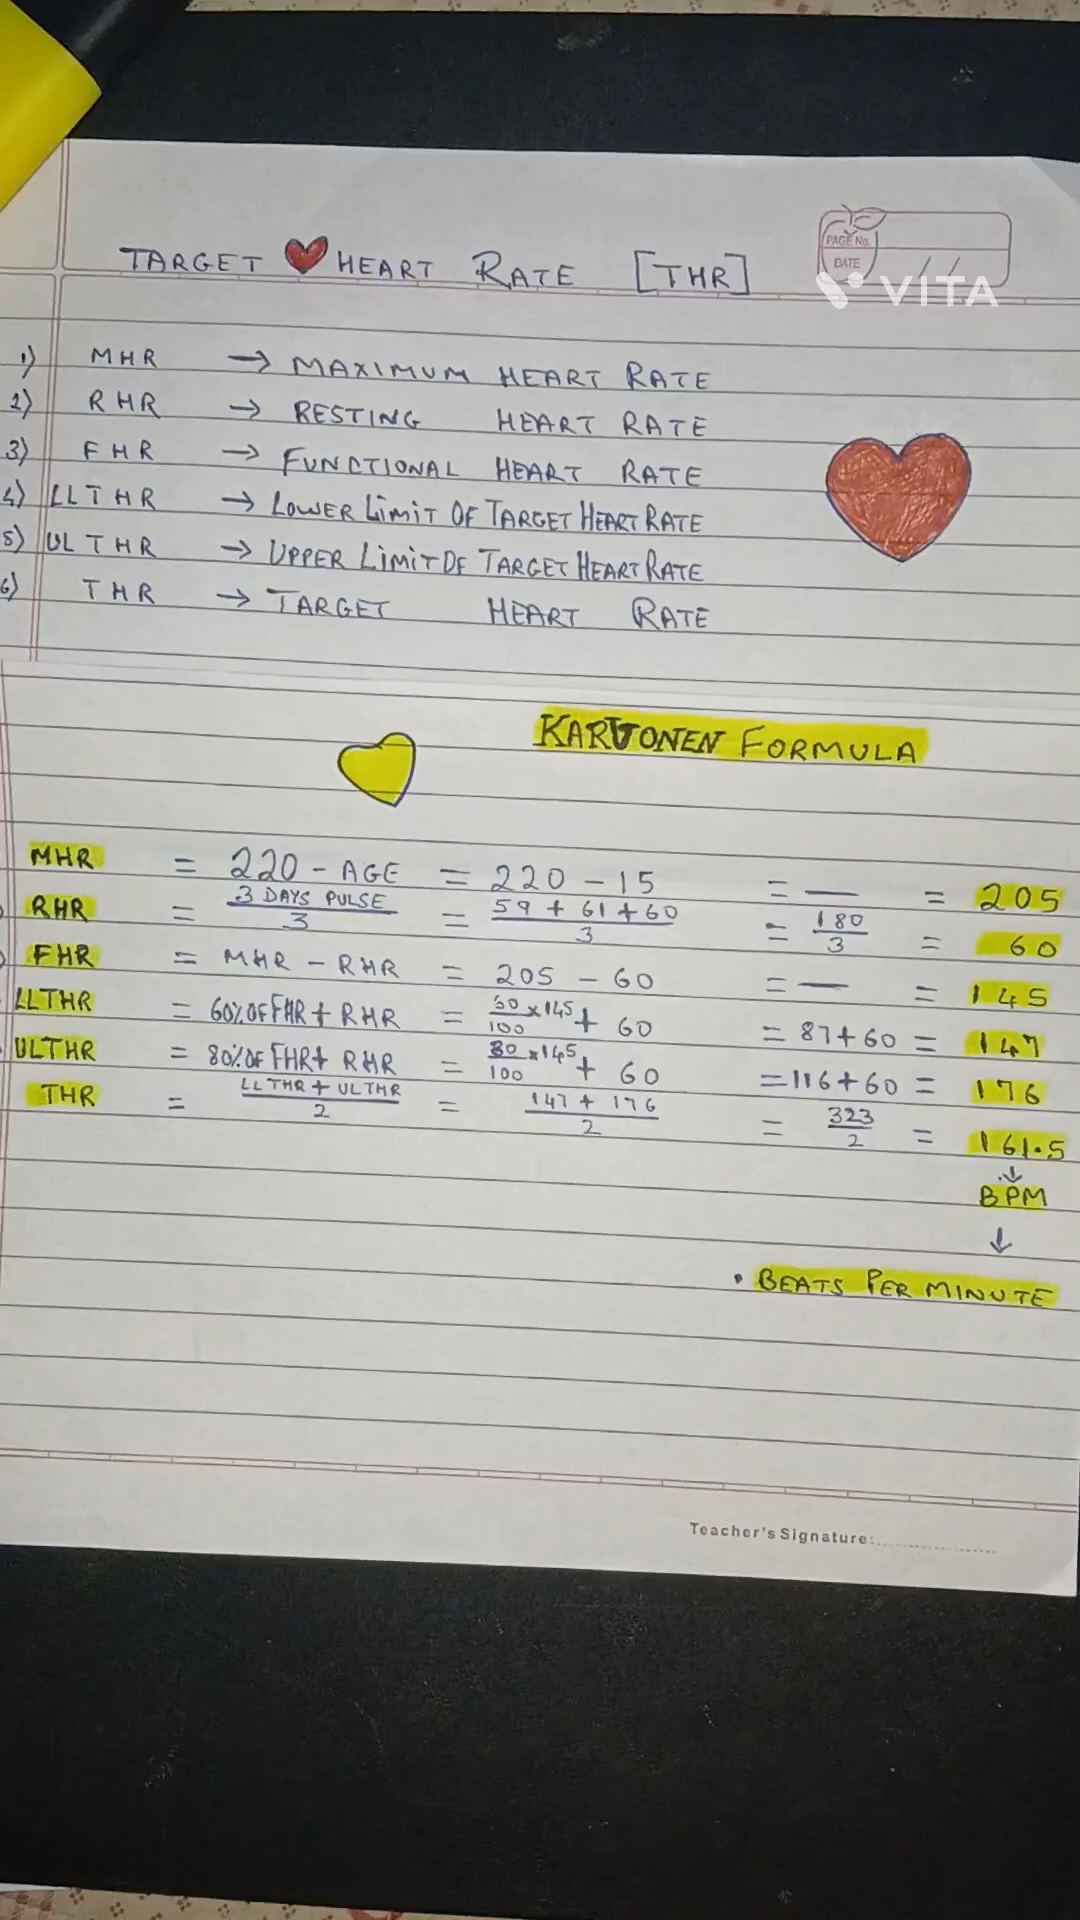 TARGET HEART RATE [THR]
PAGE No.
DATE / /
VITA
1) MHR → MAXIMUM HEART RATE
2) RHR → RESTING HEART RATE
3) FHR → FUNCTIONAL HEART RATE
4) LLTHR → LOWER LIMIT OF TARGET HEART RATE
5) ULTHR → UPPER LIMIT OF TARGET HEART RATE
6) THR → TARGET HEART RATE
KARVONEN FORMULA
MHR = 220 - AGE = 220 - 15 = — = 205
RHR = 3 DAYS PULSE/3 = 59 + 61 + 60/3 = 180/3 = 60
FHR = MHR - RHR = 205 - 60 = — = 145
LLTHR = 60% OF FHR + RHR = 60/100 × 145 + 60 = 87 + 60 = 147
ULTHR = 80% OF FHR + RHR = 80/100 × 145 + 60 = 116 + 60 = 176
THR = LLTHR + ULTHR/2 = 147 + 176/2 = 323/2 = 161.5
↓
BPM
↓
• BEATS PER MINUTE
Teacher's Signature: